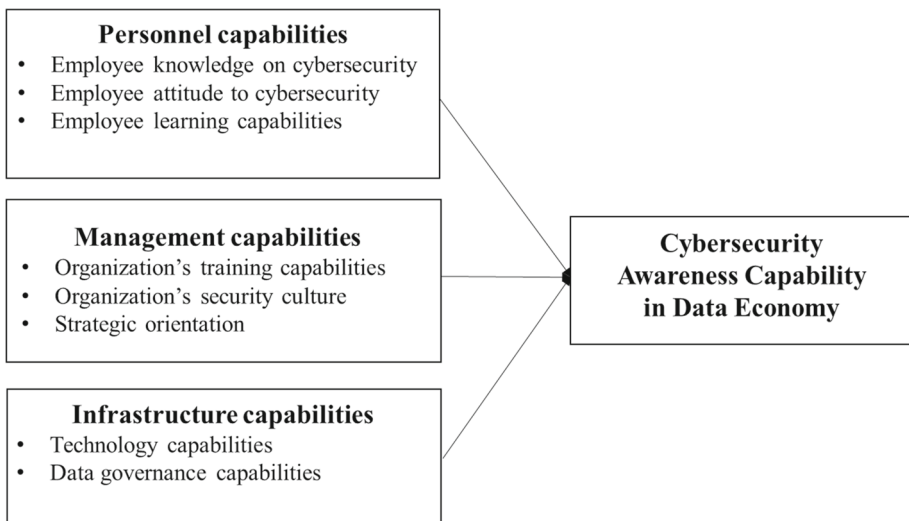 Personnel capabilities
• Employee knowledge on cybersecurity
• Employee attitude to cybersecurity
• Employee learning capabilities
Management capabilities
• Organization’s training capabilities
• Organization’s security culture
• Strategic orientation
Infrastructure capabilities
• Technology capabilities
• Data governance capabilities
Cybersecurity
Awareness Capability
in Data Economy